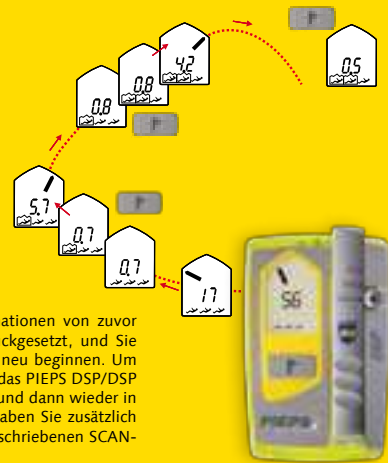 0.8
0.8
4.2
0.5
5.7
0.7
0.7
17
56
PIEPS
ationen von zuvor
ckgesetzt, und Sie
neu beginnen. Um
das PIEPS DSP/DSP
und dann wieder in
aben Sie zusätzlich
schriebenen SCAN-